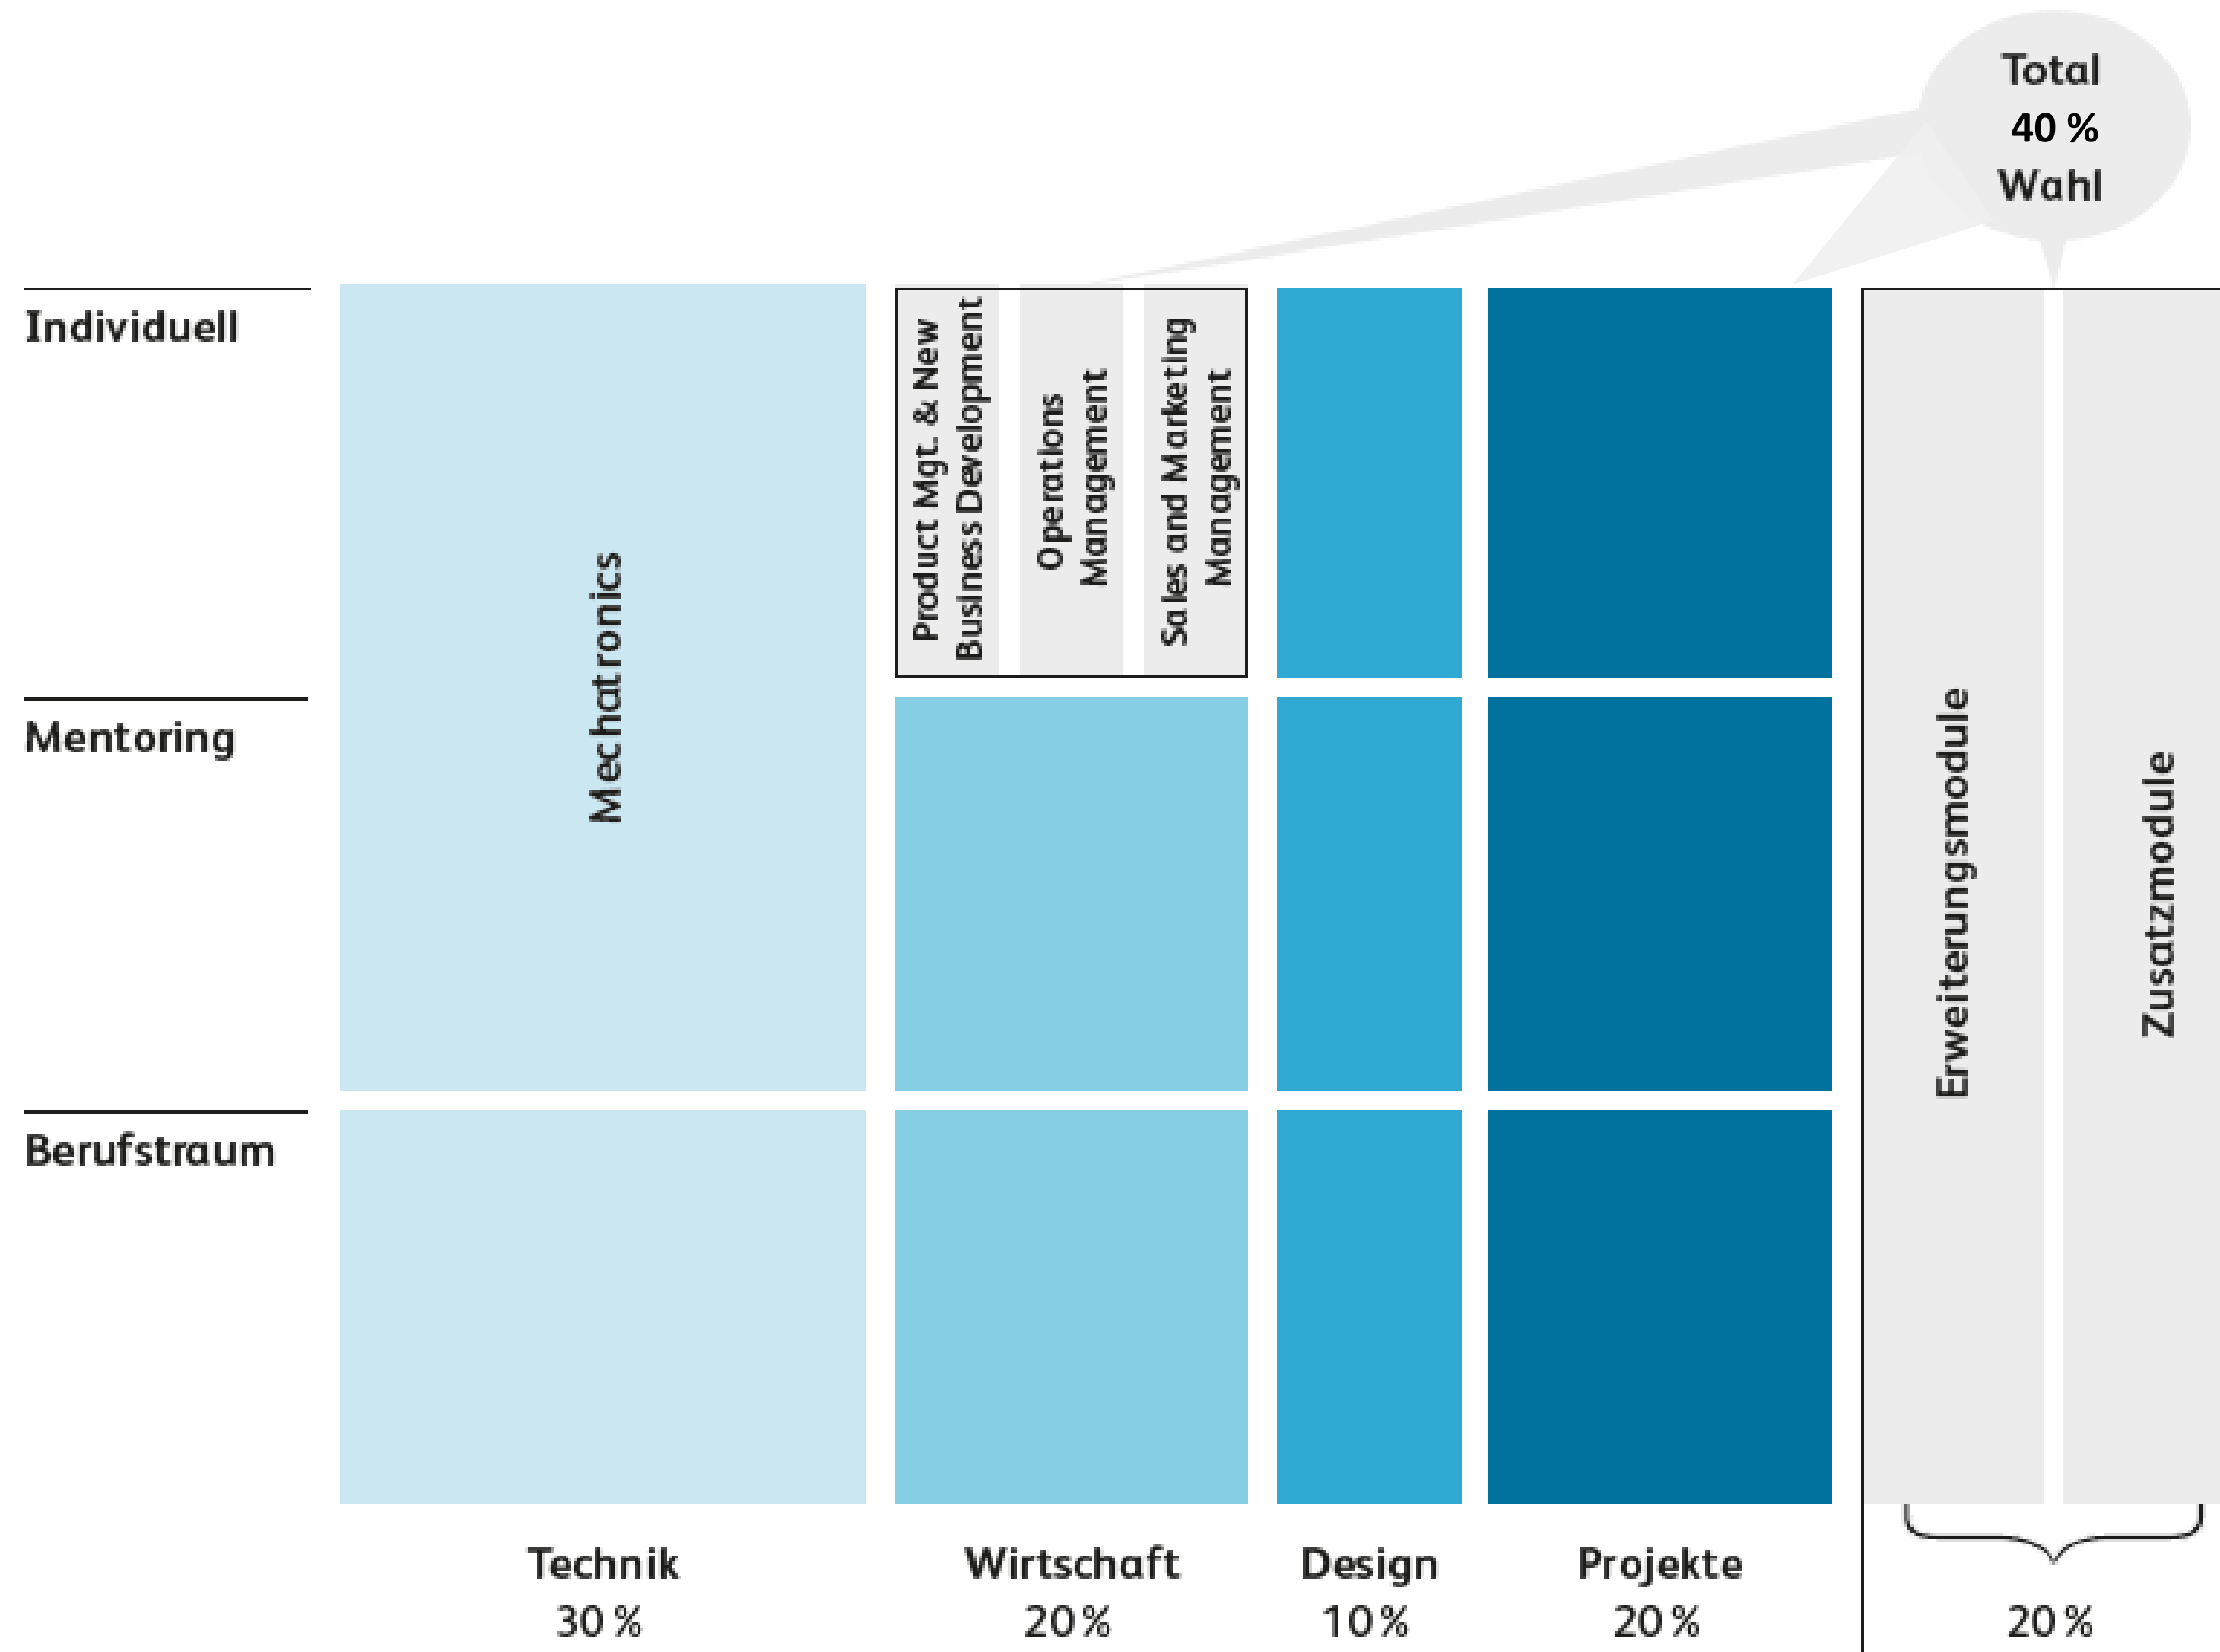 Total
40 %
Wahl
Individuell
Mentoring
Berufstraum
Mechatronics
Product Mgt. & New
Business Development
Operations
Management
Sales and Marketing
Management
Erweiterungsmodule
Zusatzmodule
Technik
30 %
Wirtschaft
20 %
Design
10 %
Projekte
20 %
20 %